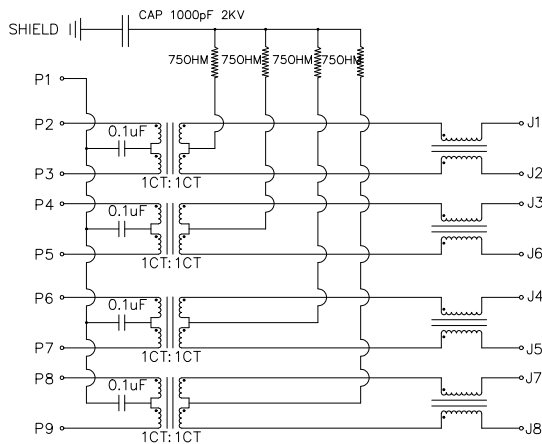 CAP 1000pF 2KV
SHIELD
75OHM 75OHM 75OHM 75OHM
P1
P2
0.1uF
J1
P3
1CT:1CT
J2
P4
0.1uF
J3
P5
1CT:1CT
J6
P6
0.1uF
J4
P7
1CT:1CT
J5
P8
0.1uF
J7
P9
1CT:1CT
J8